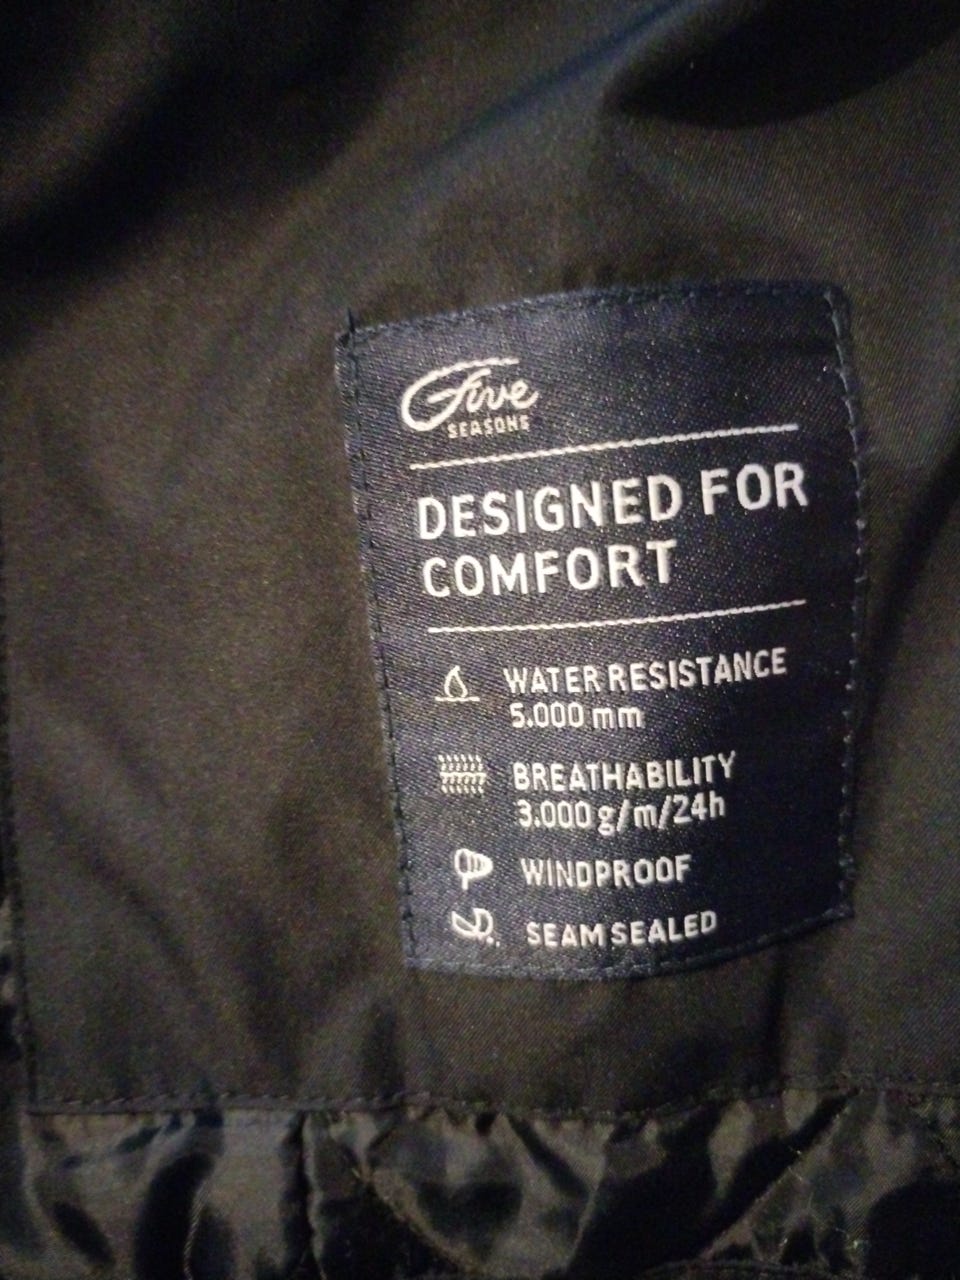 Five
SEASONS
DESIGNED FOR
COMFORT
WATER RESISTANCE
5.000 mm
BREATHABILITY
3.000 g/m/24h
WINDPROOF
SEAM SEALED